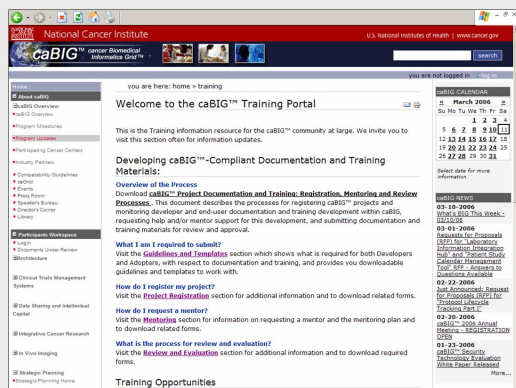 NATIONAL CANCER INSTITUTE
National Cancer Institute
U.S. National Institutes of Health | www.cancer.gov
caBIG™ cancer Biomedical Informatics Grid™
search
you are not logged in log in
Home
About caBIG
caBIG Overview
caBIG Overview
Program Milestones
Program Updates
Participating Cancer Centers
Industry Partners
Compatibility Guidelines
caGrid
Events
Press Room
Speaker's Bureau
Director's Corner
Library
Participants Workspace
Login
Documents Under Review
Architecture
Clinical Trials Management
Systems
Data Sharing and Intellectual
Capital
Integrative Cancer Research
In Vivo Imaging
Strategic Planning
Strategic Planning Home
you are here: home » training
Welcome to the caBIG™ Training Portal
This is the Training information resource for the caBIG™ community at large. We invite you to
visit this section often for information updates.
Developing caBIG™-Compliant Documentation and Training
Materials:
Overview of the Process
Download caBIG™ Project Documentation and Training: Registration, Mentoring and Review
Processes . This document describes the processes for registering caBIG™ projects and
monitoring developer and end-user documentation and training development within caBIG,
requesting help and/or mentor support for this development, and submitting documentation and
training materials for review and approval.
What I am I required to submit?
Visit the Guidelines and Templates section which shows what is required for both Developers
and Adopters, with respect to documentation and training, and provides you downloadable
guidelines and templates to work with.
How do I register my project?
Visit the Project Registration section for additional information and to download related forms.
How do I request a mentor?
Visit the Mentoring section for information on requesting a mentor and the mentoring plan and
to download related forms.
What is the process for review and evaluation?
Visit the Review and Evaluation section for additional information and to download required
forms.
Training Opportunities
caBIG CALENDAR
« March 2006 »
Su Mo Tu We Th Fr Sa
1 2 3 4
5 6 7 8 9 10 11
12 13 14 15 16 17 18
19 20 21 22 23 24 25
26 27 28 29 30 31
Select date for more
information.
caBIG NEWS
03-10-2006
What's BIG This Week -
03/10/06
03-01-2006
Requests for Proposals
(RFP) for "Laboratory
Information Integration
Hub" and "Patient Study
Calendar Management
Tool" RFP - Answers to
Questions Available
02-22-2006
Just Announced: Request
for Proposals (RFP) for
"Protocol Lifecycle
Tracking Part I"
02-20-2006
caBIG™ 2006 Annual
Meeting - REGISTRATION
OPEN
01-23-2006
caBIG™ Security
Technology Evaluation
White Paper Released
More...